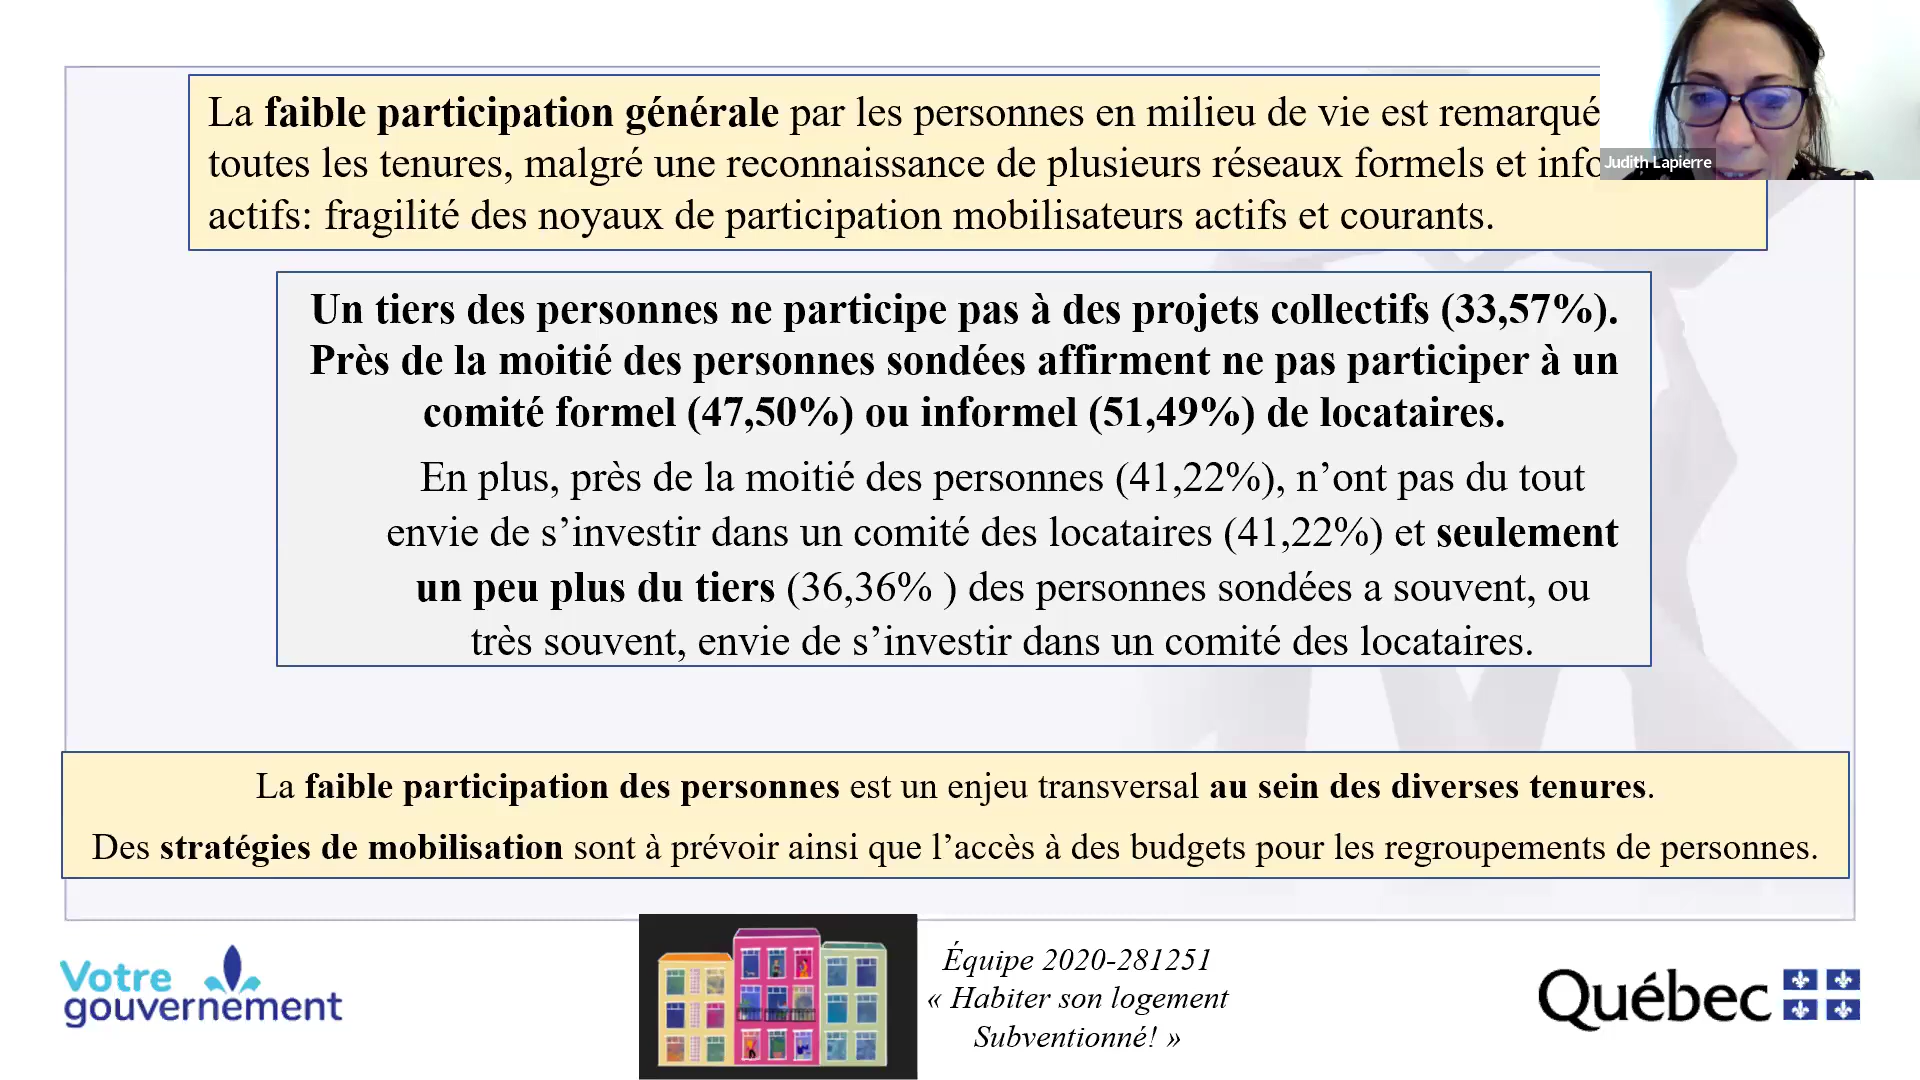 La faible participation générale par les personnes en milieu de vie est remarqué
toutes les tenures, malgré une reconnaissance de plusieurs réseaux formels et info
actifs: fragilité des noyaux de participation mobilisateurs actifs et courants.
Judith Lapierre
Un tiers des personnes ne participe pas à des projets collectifs (33,57%).
Près de la moitié des personnes sondées affirment ne pas participer à un
comité formel (47,50%) ou informel (51,49%) de locataires.
En plus, près de la moitié des personnes (41,22%), n’ont pas du tout
envie de s’investir dans un comité des locataires (41,22%) et seulement
un peu plus du tiers (36,36% ) des personnes sondées a souvent, ou
très souvent, envie de s’investir dans un comité des locataires.
La faible participation des personnes est un enjeu transversal au sein des diverses tenures.
Des stratégies de mobilisation sont à prévoir ainsi que l’accès à des budgets pour les regroupements de personnes.
Votre
gouvernement
Équipe 2020-281251
« Habiter son logement
Subventionné! »
Québec